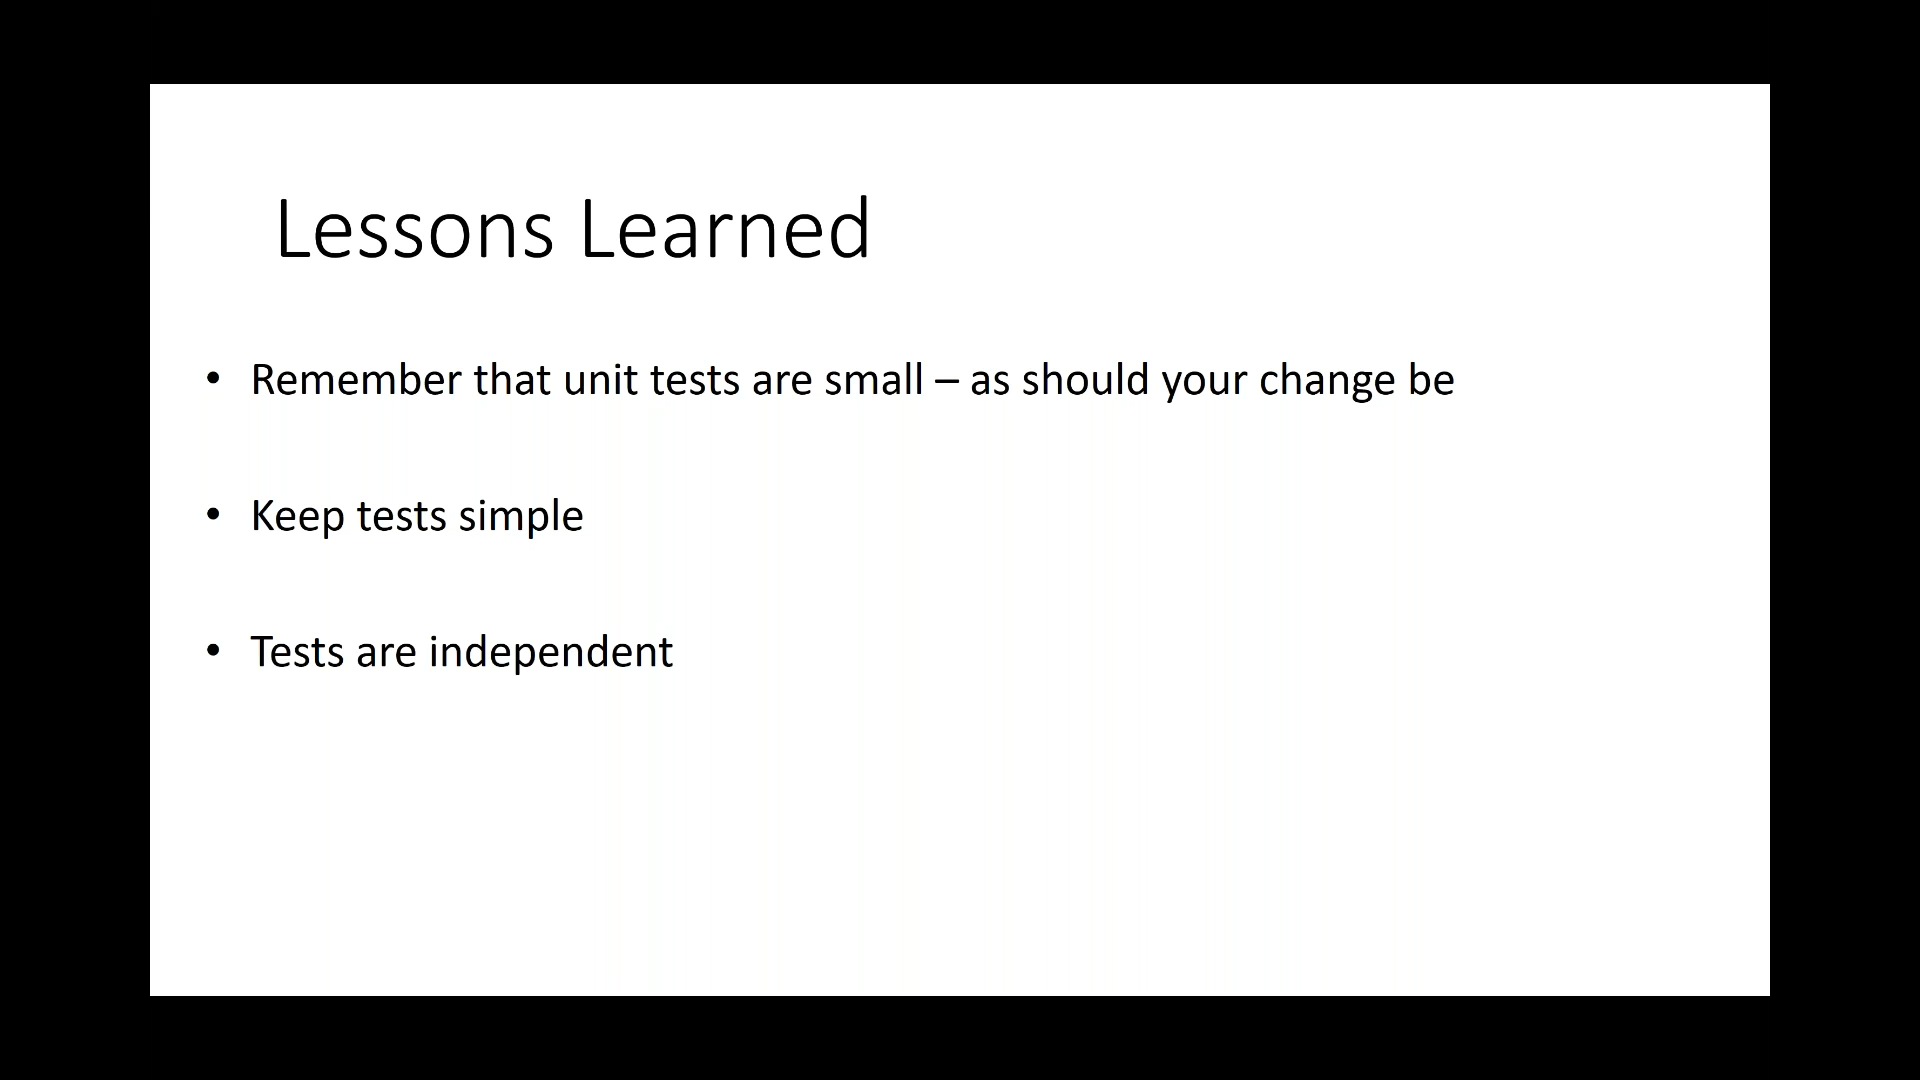 Lessons Learned
• Remember that unit tests are small – as should your change be
• Keep tests simple
• Tests are independent